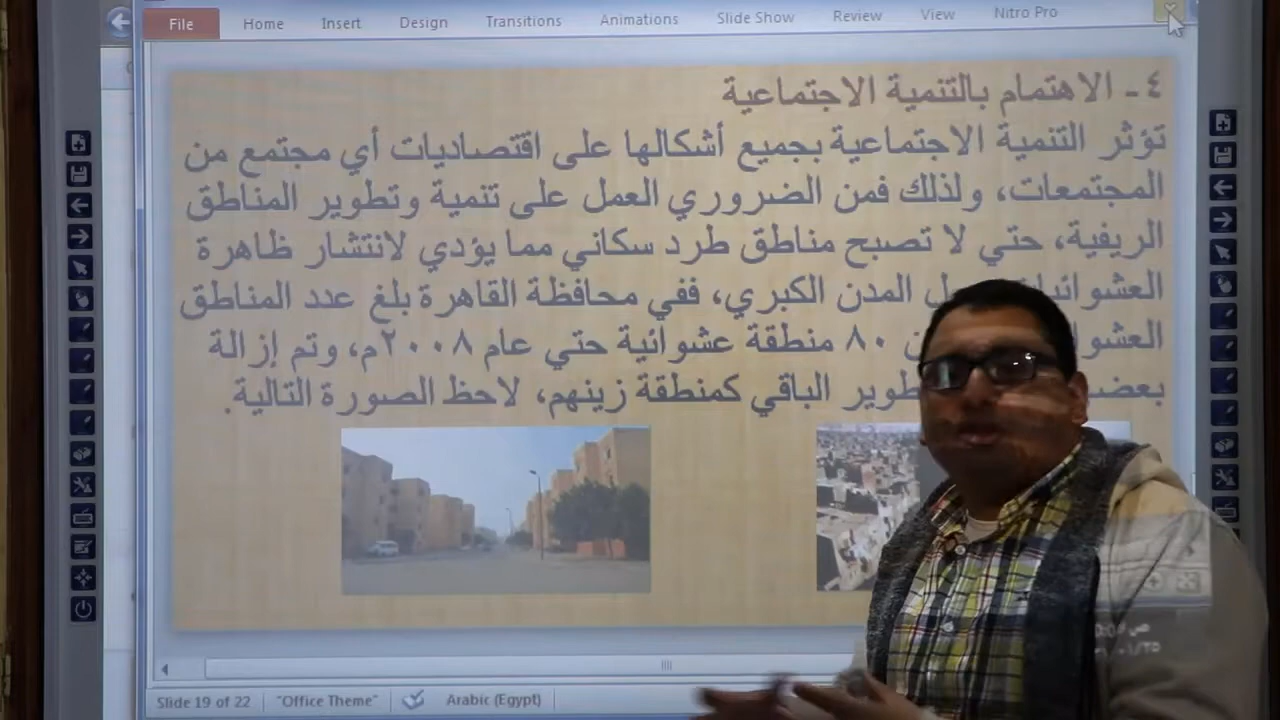 File Home Insert Design Transitions Animations Slide Show Review View Nitro Pro
٤- الاهتمام بالتنمية الاجتماعية
تؤثر التنمية الاجتماعية بجميع أشكالها على اقتصاديات أي مجتمع من
المجتمعات، ولذلك فمن الضروري العمل على تنمية وتطوير المناطق
الريفية، حتي لا تصبح مناطق طرد سكاني مما يؤدي لانتشار ظاهرة
المدن الكبري، ففي محافظة القاهرة بلغ عدد المناطق
٨٠ منطقة عشوائية حتي عام ٢٠٠٨م، وتم إزالة
الباقي كمنطقة زينهم، لاحظ الصورة التالية.
Slide 19 of 22 "Office Theme" Arabic (Egypt)